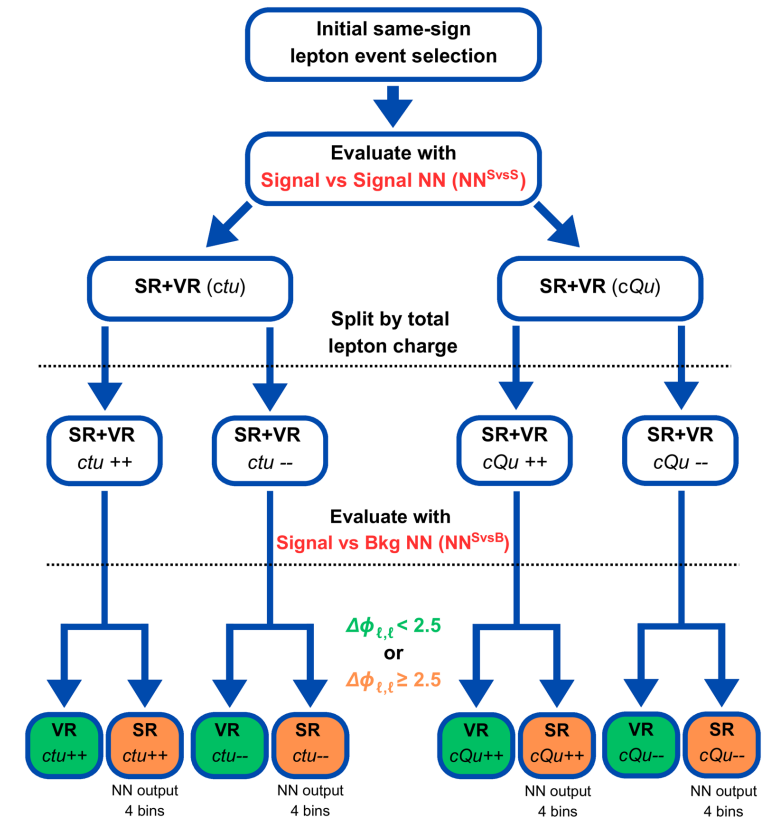 Initial same-sign
lepton event selection
Evaluate with
Signal vs Signal NN (NN^SvsS)
SR+VR (ctu)
SR+VR (cQu)
Split by total
lepton charge
SR+VR
ctu ++
SR+VR
ctu --
SR+VR
cQu ++
SR+VR
cQu --
Evaluate with
Signal vs Bkg NN (NN^SvsB)
Δϕℓ,ℓ < 2.5
or
Δϕℓ,ℓ ≥ 2.5
VR
ctu++
SR
ctu++
VR
ctu--
SR
ctu--
VR
cQu++
SR
cQu++
VR
cQu--
SR
cQu--
NN output
4 bins
NN output
4 bins
NN output
4 bins
NN output
4 bins